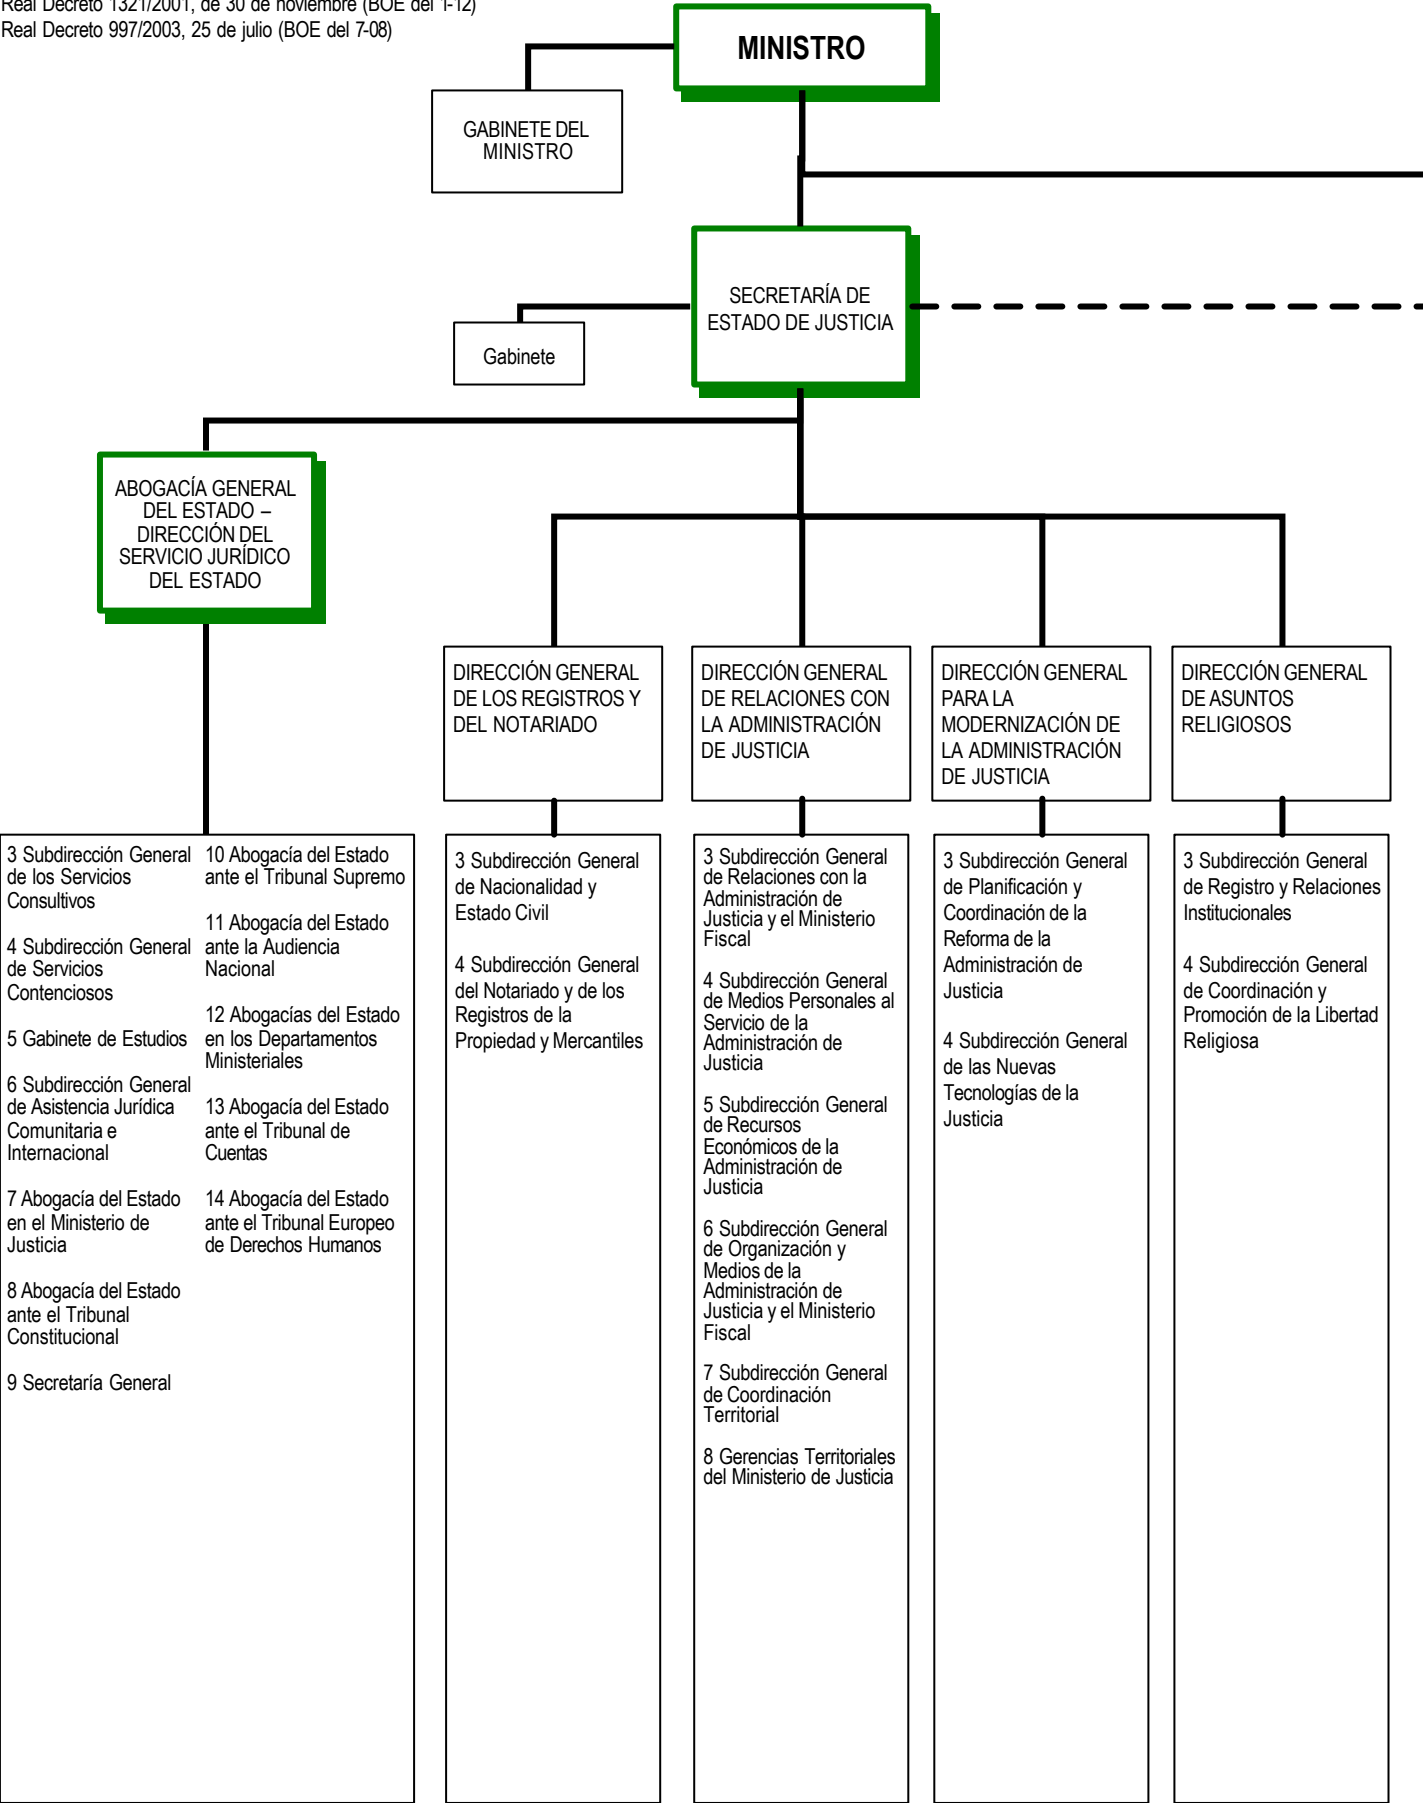 Real Decreto 1321/2001, de 30 de noviembre (BOE del 1-12)
Real Decreto 997/2003, 25 de julio (BOE del 7-08)
MINISTRO
GABINETE DEL
MINISTRO
SECRETARÍA DE
ESTADO DE JUSTICIA
Gabinete
ABOGACÍA GENERAL
DEL ESTADO –
DIRECCIÓN DEL
SERVICIO JURÍDICO
DEL ESTADO
DIRECCIÓN GENERAL
DE LOS REGISTROS Y
DEL NOTARIADO
DIRECCIÓN GENERAL
DE RELACIONES CON
LA ADMINISTRACIÓN
DE JUSTICIA
DIRECCIÓN GENERAL
PARA LA
MODERNIZACIÓN DE
LA ADMINISTRACIÓN
DE JUSTICIA
DIRECCIÓN GENERAL
DE ASUNTOS
RELIGIOSOS
3 Subdirección General
de los Servicios
Consultivos
4 Subdirección General
de Servicios
Contenciosos
5 Gabinete de Estudios
6 Subdirección General
de Asistencia Jurídica
Comunitaria e
Internacional
7 Abogacía del Estado
en el Ministerio de
Justicia
8 Abogacía del Estado
ante el Tribunal
Constitucional
9 Secretaría General
10 Abogacía del Estado
ante el Tribunal Supremo
11 Abogacía del Estado
ante la Audiencia
Nacional
12 Abogacías del Estado
en los Departamentos
Ministeriales
13 Abogacía del Estado
ante el Tribunal de
Cuentas
14 Abogacía del Estado
ante el Tribunal Europeo
de Derechos Humanos
3 Subdirección General
de Nacionalidad y
Estado Civil
4 Subdirección General
del Notariado y de los
Registros de la
Propiedad y Mercantiles
3 Subdirección General
de Relaciones con la
Administración de
Justicia y el Ministerio
Fiscal
4 Subdirección General
de Medios Personales al
Servicio de la
Administración de
Justicia
5 Subdirección General
de Recursos
Económicos de la
Administración de
Justicia
6 Subdirección General
de Organización y
Medios de la
Administración de
Justicia y el Ministerio
Fiscal
7 Subdirección General
de Coordinación
Territorial
8 Gerencias Territoriales
del Ministerio de Justicia
3 Subdirección General
de Planificación y
Coordinación de la
Reforma de la
Administración de
Justicia
4 Subdirección General
de las Nuevas
Tecnologías de la
Justicia
3 Subdirección General
de Registro y Relaciones
Institucionales
4 Subdirección General
de Coordinación y
Promoción de la Libertad
Religiosa